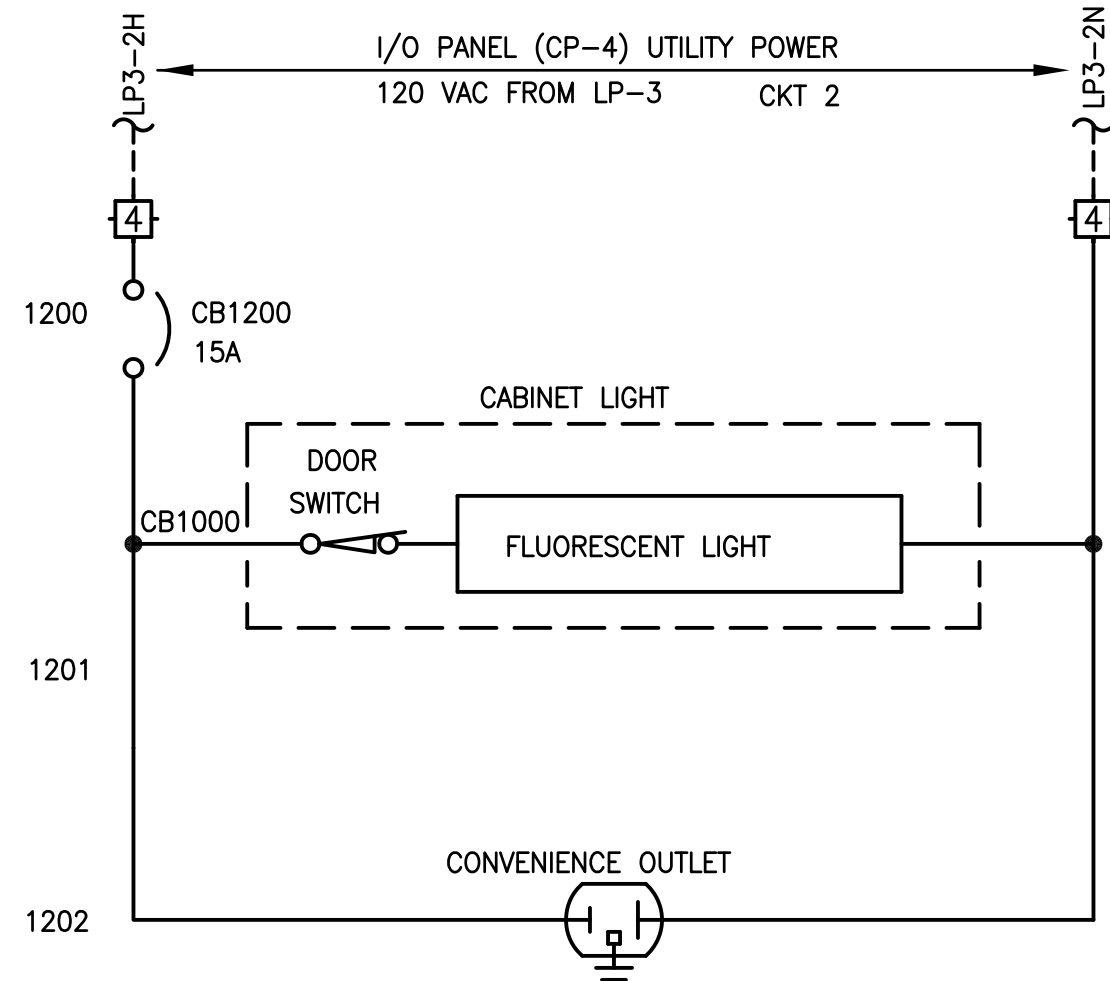 LP3-2H
I/O PANEL (CP-4) UTILITY POWER
LP3-2N
120 VAC FROM LP-3 CKT 2
4
4
1200
CB1200
15A
CABINET LIGHT
DOOR
SWITCH
CB1000
FLUORESCENT LIGHT
1201
CONVENIENCE OUTLET
1202